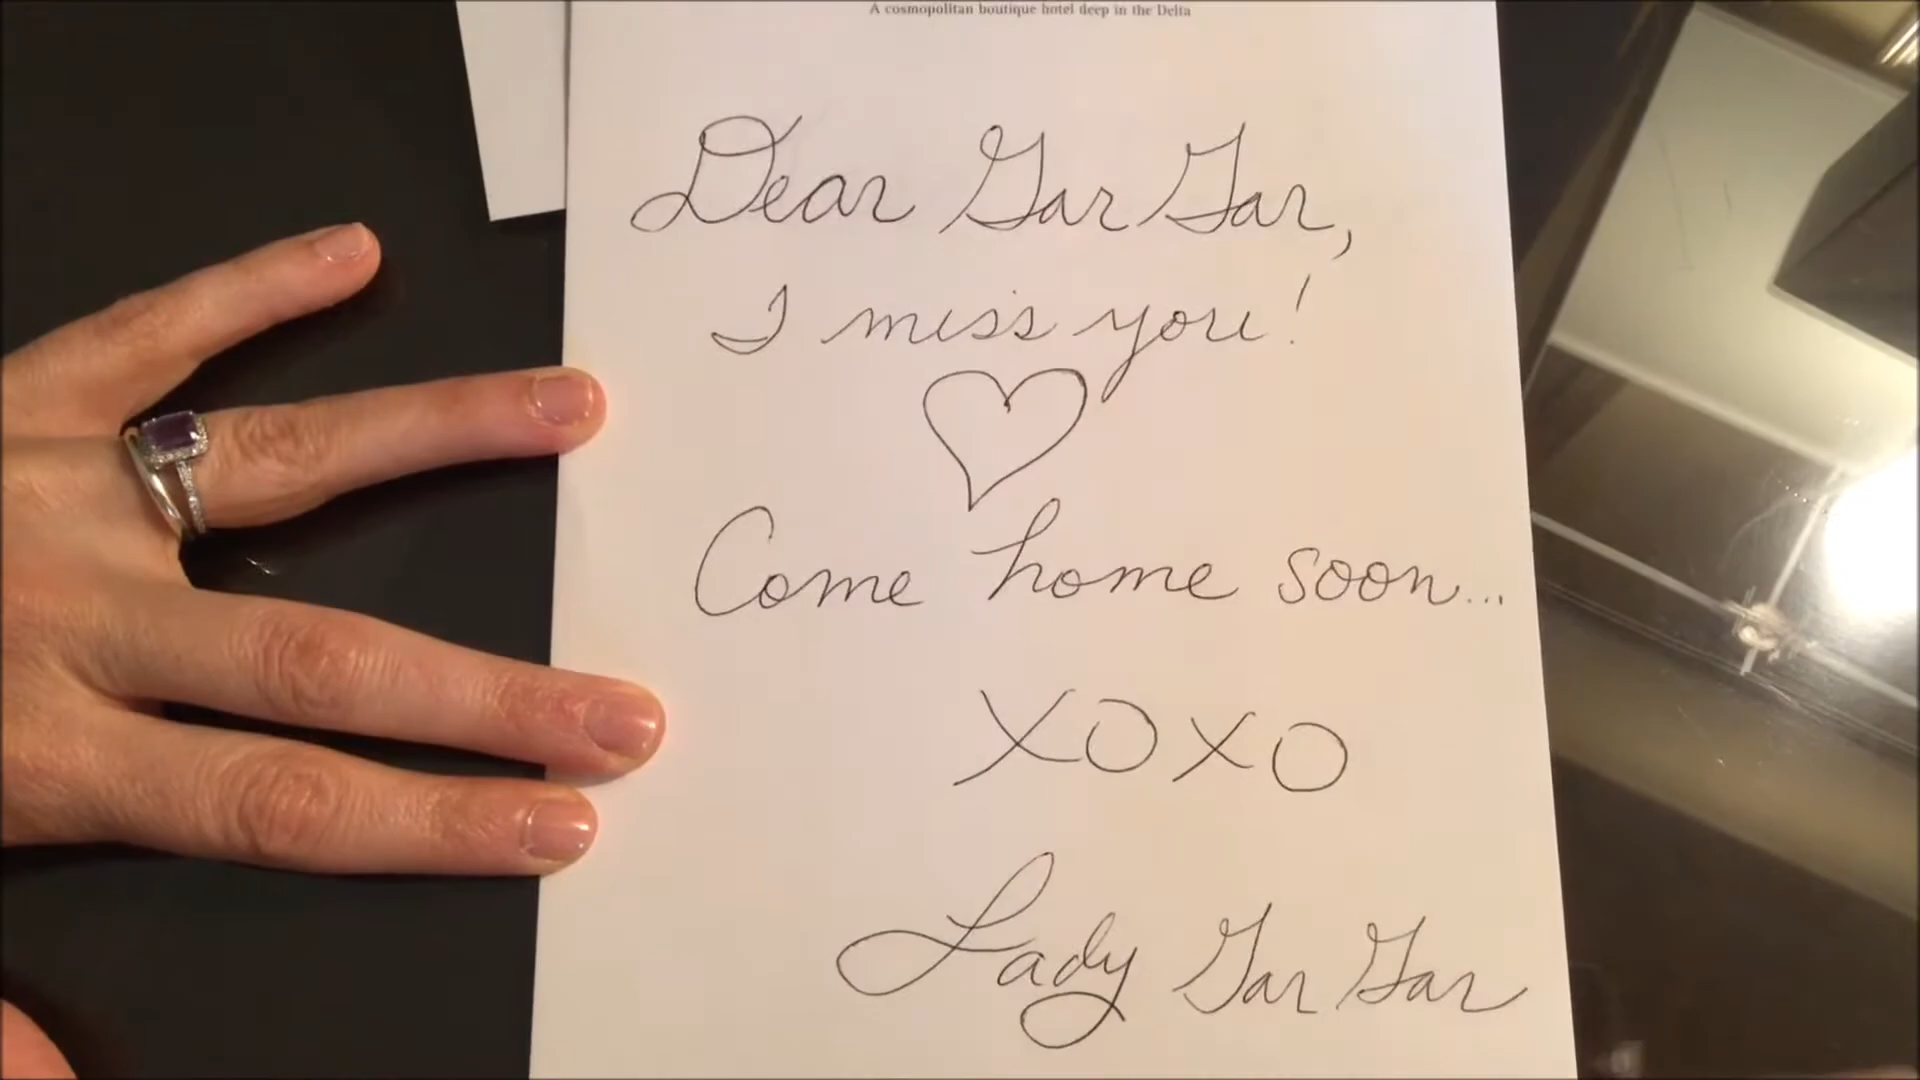 A cosmopolitan boutique hotel deep in the Delta
Dear Gar Gar,
I miss you!
Come home soon...
XOXO
Lady Gar Gar